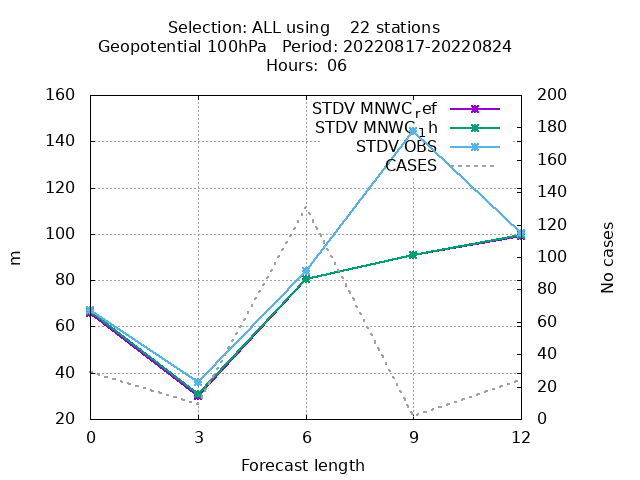 Selection: ALL using    22 stations
Geopotential 100hPa   Period: 20220817-20220824
Hours: 06
160
140
120
100
80
60
40
20
m
200
180
160
140
120
100
80
60
40
20
0
No cases
STDV MNWC_ref
STDV MNWC_1h
STDV OBS
CASES
0 3 6 9 12
Forecast length